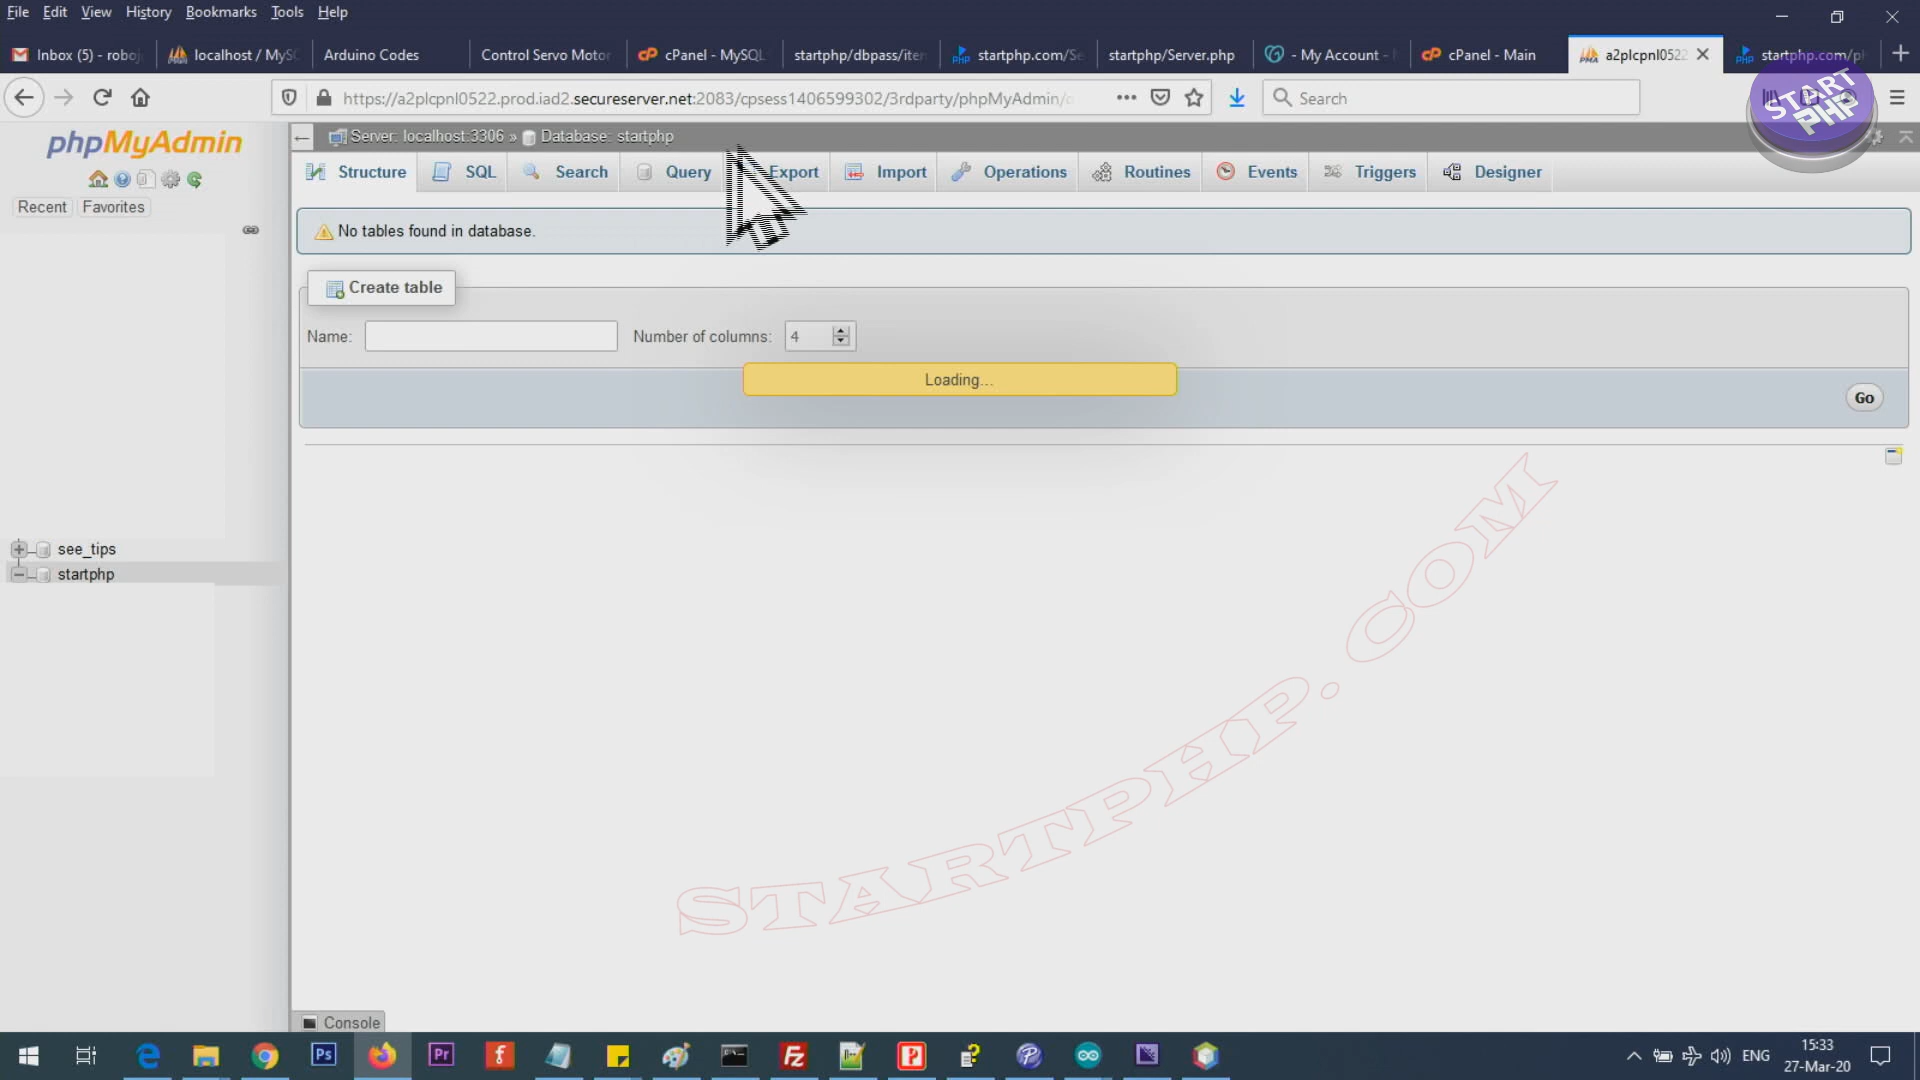 File Edit View History Bookmarks Tools Help
Inbox (5) - roboj
localhost / MyS
Arduino Codes
Control Servo Motor
cPanel - MySQL
startphp/dbpass/iter
startphp.com/Se
startphp/Server.php
- My Account -
cPanel - Main
a2plcpnl0522
startphp.com/p
https://a2plcpnl0522.prod.iad2.secureserver.net:2083/cpsess1406599302/3rdparty/phpMyAdmin/
Search
START
PHP
phpMyAdmin
Server: localhost:3306 » Database: startphp
Structure SQL Search Query Export Import Operations Routines Events Triggers Designer
Recent Favorites
No tables found in database.
Create table
Name: Number of columns: 4
Loading...
Go
see_tips
startphp
STARTPHP.COM
Console
Ps
Pr
ENG
15:33
27-Mar-20